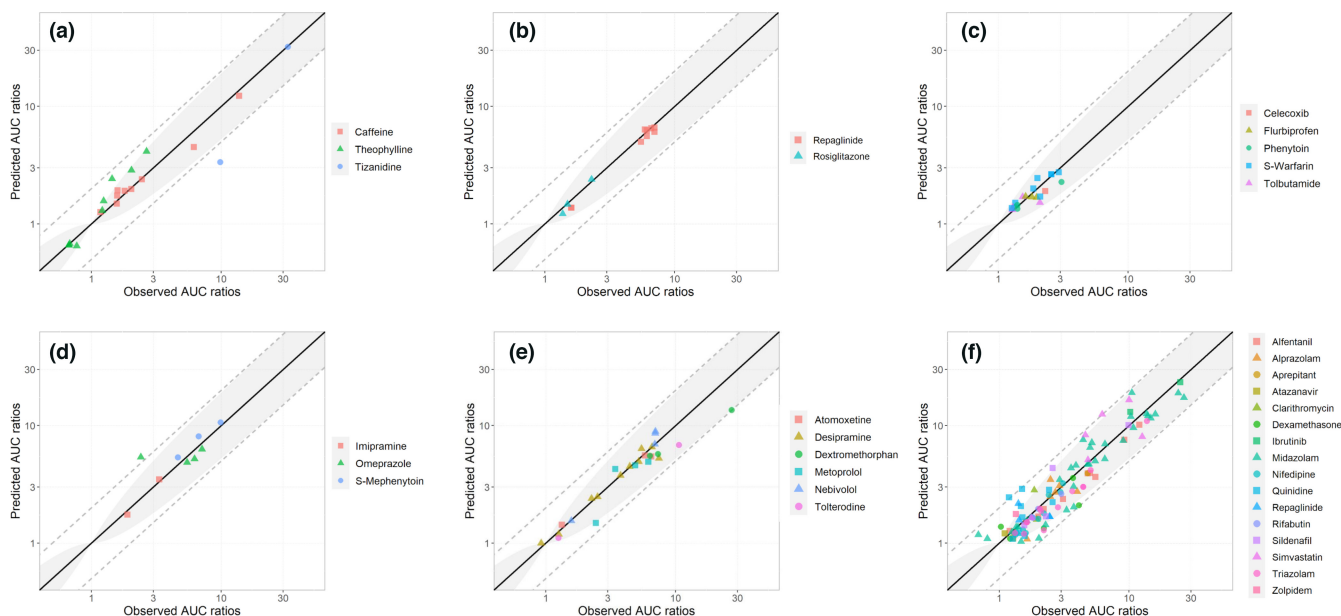 (a)
Predicted AUC ratios
30
10
3
1
1 3 10 30
Observed AUC ratios
Caffeine
Theophylline
Tizanidine
(b)
Predicted AUC ratios
30
10
3
1
1 3 10 30
Observed AUC ratios
Repaglinide
Rosiglitazone
(c)
Predicted AUC ratios
30
10
3
1
1 3 10 30
Observed AUC ratios
Celecoxib
Flurbiprofen
Phenytoin
S-Warfarin
Tolbutamide
(d)
Predicted AUC ratios
30
10
3
1
1 3 10 30
Observed AUC ratios
Imipramine
Omeprazole
S-Mephenytoin
(e)
Predicted AUC ratios
30
10
3
1
1 3 10 30
Observed AUC ratios
Atomoxetine
Desipramine
Dextromethorphan
Metoprolol
Nebivolol
Tolterodine
(f)
Predicted AUC ratios
30
10
3
1
1 3 10 30
Observed AUC ratios
Alfentanil
Alprazolam
Aprepitant
Atazanavir
Clarithromycin
Dexamethasone
Ibrutinib
Midazolam
Nifedipine
Quinidine
Repaglinide
Rifabutin
Sildenafil
Simvastatin
Triazolam
Zolpidem